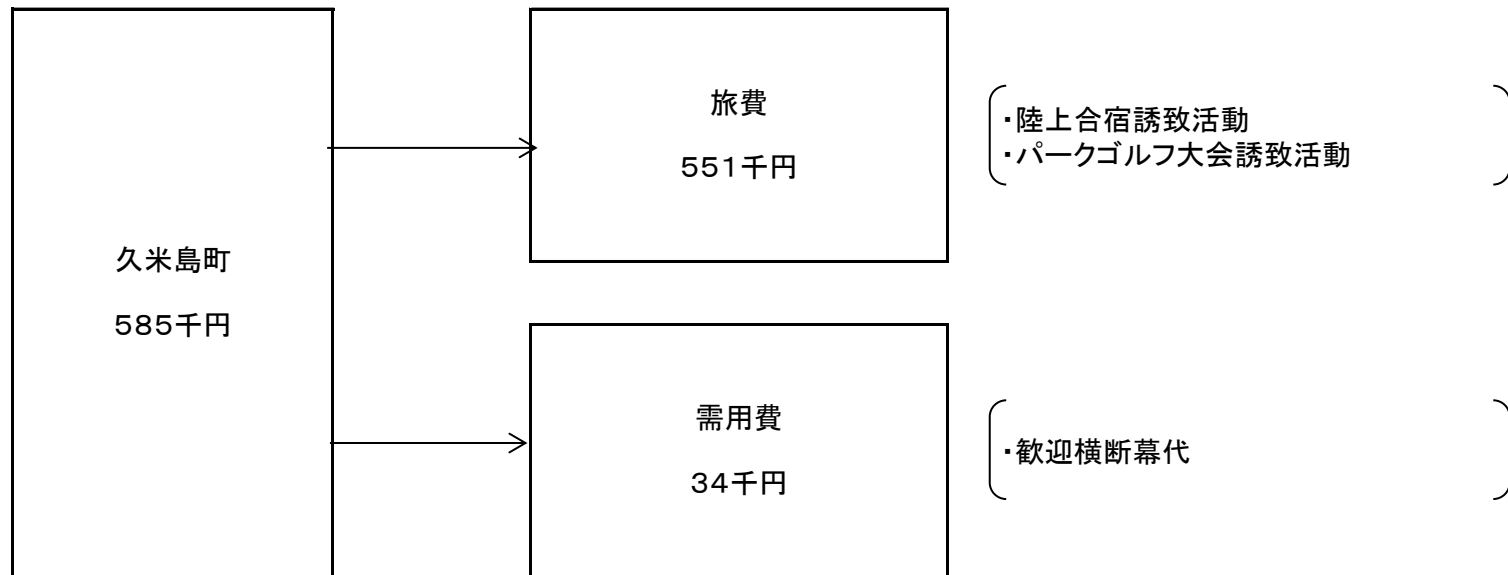 旅費
551千円
・陸上合宿誘致活動
・パークゴルフ大会誘致活動
久米島町
585千円
需用費
34千円
・歓迎横断幕代